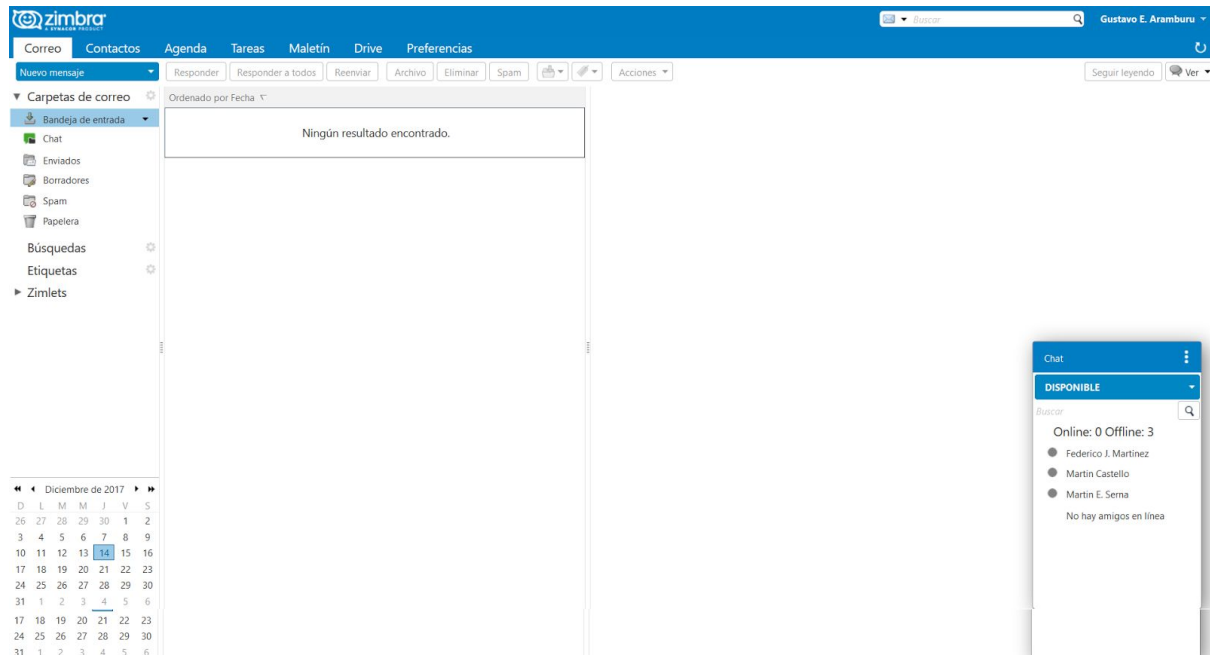 zimbra
A SYNACOR PRODUCT
Buscar
Gustavo E. Aramburu
Correo Contactos Agenda Tareas Maletín Drive Preferencias
Nuevo mensaje
Responder Responder a todos Reenviar Archivo Eliminar Spam Acciones Seguir leyendo Ver
Carpetas de correo
Bandeja de entrada
Chat
Enviados
Borradores
Spam
Papelera
Búsquedas
Etiquetas
Zimlets
Ordenado por Fecha
Ningún resultado encontrado.
Diciembre de 2017
D L M M J V S
26 27 28 29 30 1 2
3 4 5 6 7 8 9
10 11 12 13 14 15 16
17 18 19 20 21 22 23
24 25 26 27 28 29 30
31 1 2 3 4 5 6
17 18 19 20 21 22 23
24 25 26 27 28 29 30
31 1 2 3 4 5 6
Chat
DISPONIBLE
Buscar
Online: 0 Offline: 3
Federico J. Martinez
Martin Castello
Martin E. Serna
No hay amigos en línea